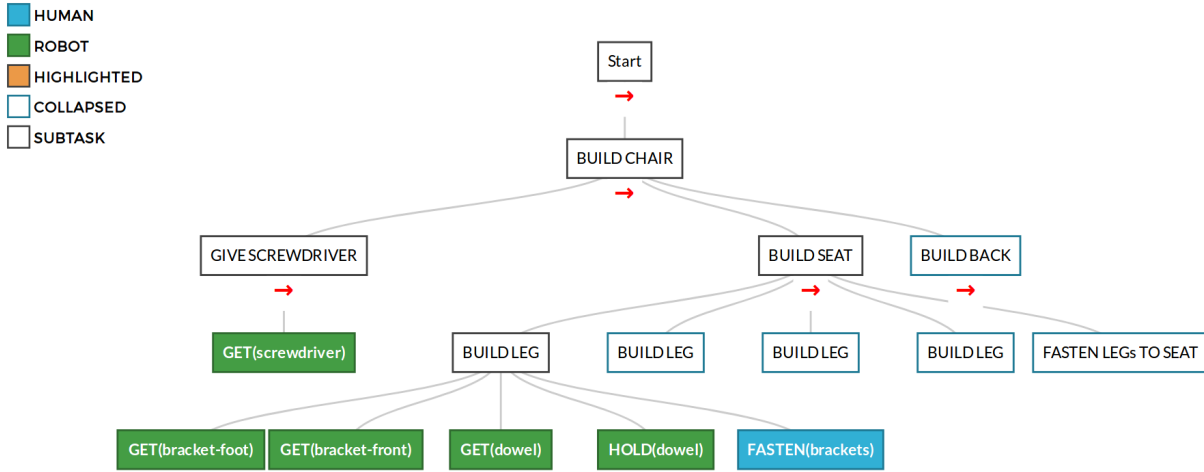 HUMAN
ROBOT
HIGHLIGHTED
COLLAPSED
SUBTASK
Start
→
BUILD CHAIR
→
GIVE SCREWDRIVER
BUILD SEAT
BUILD BACK
→
→
→
GET(screwdriver)
BUILD LEG
BUILD LEG
BUILD LEG
BUILD LEG
FASTEN LEGs TO SEAT
GET(bracket-foot)
GET(bracket-front)
GET(dowel)
HOLD(dowel)
FASTEN(brackets)